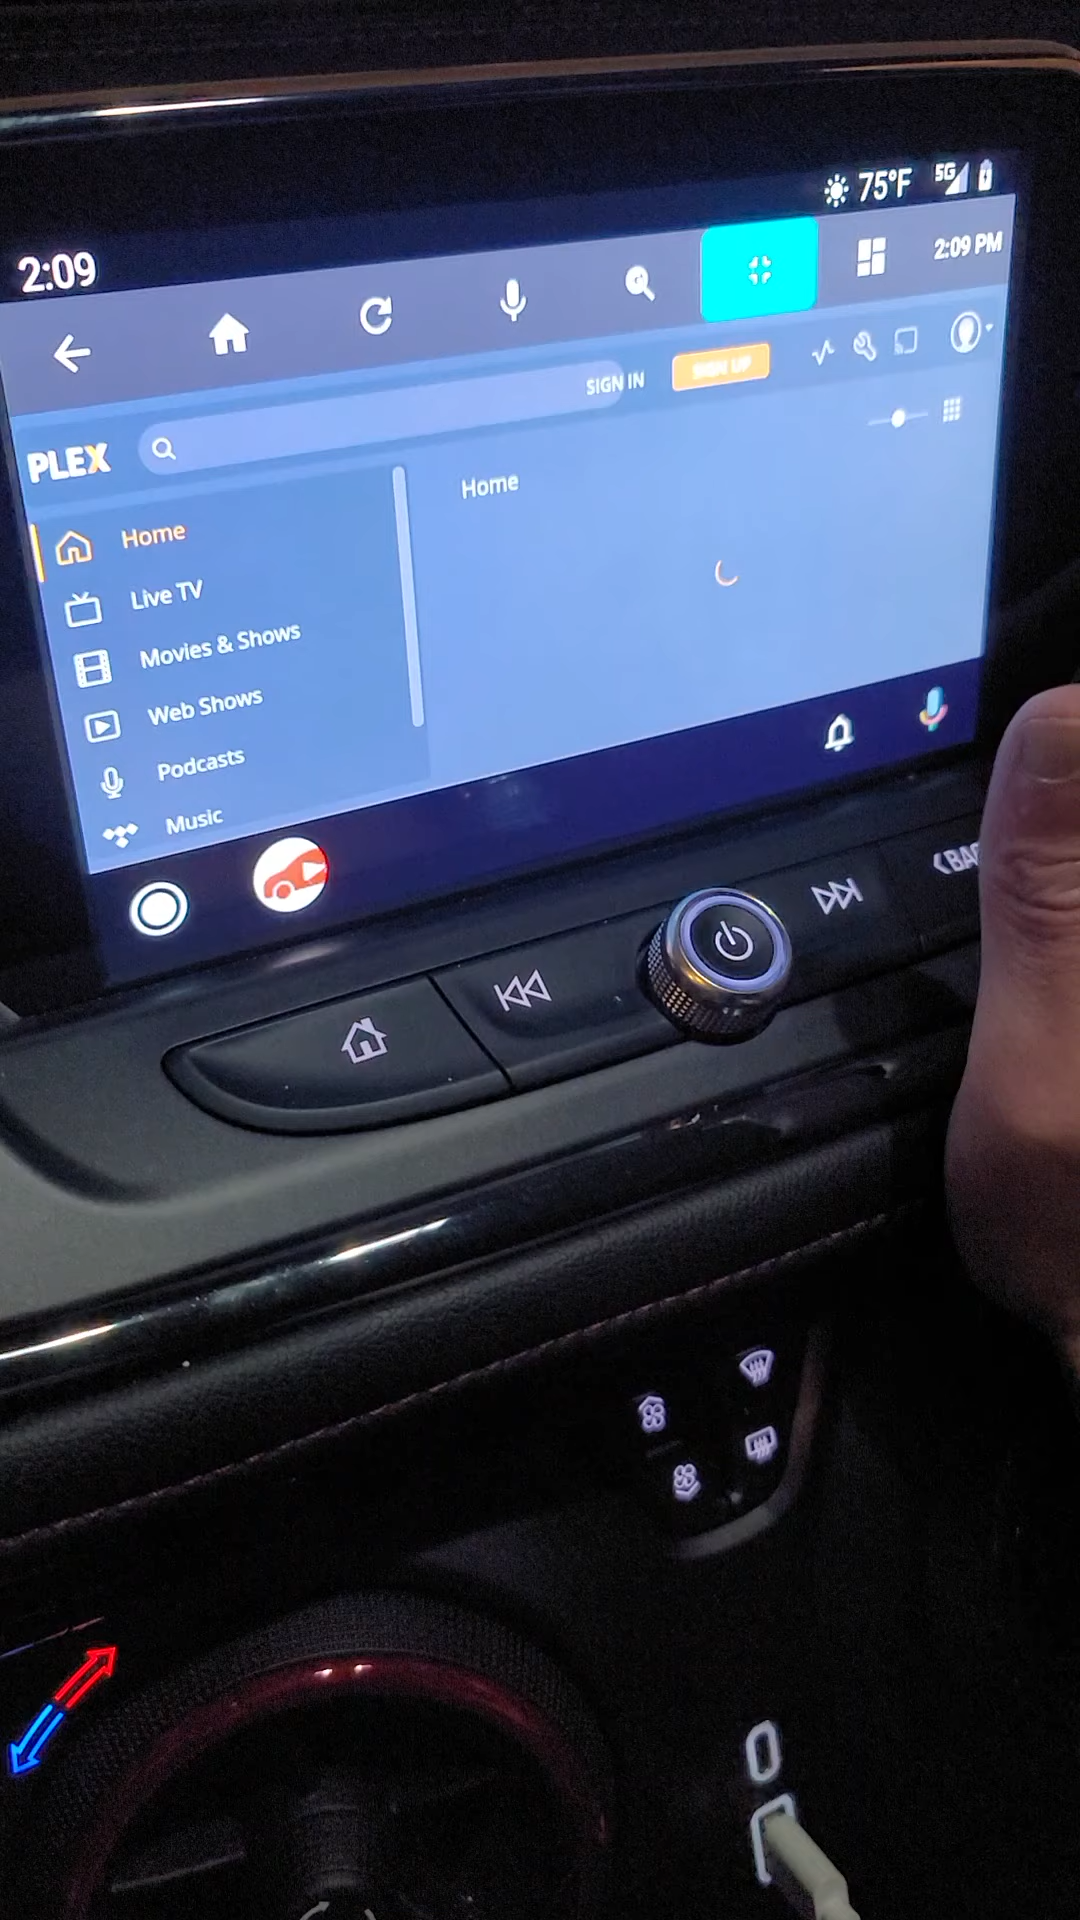 75°F 5G
2:09
2:09 PM
SIGN IN SIGN UP
PLEX
Home
Home
Live TV
Movies & Shows
Web Shows
Podcasts
Music